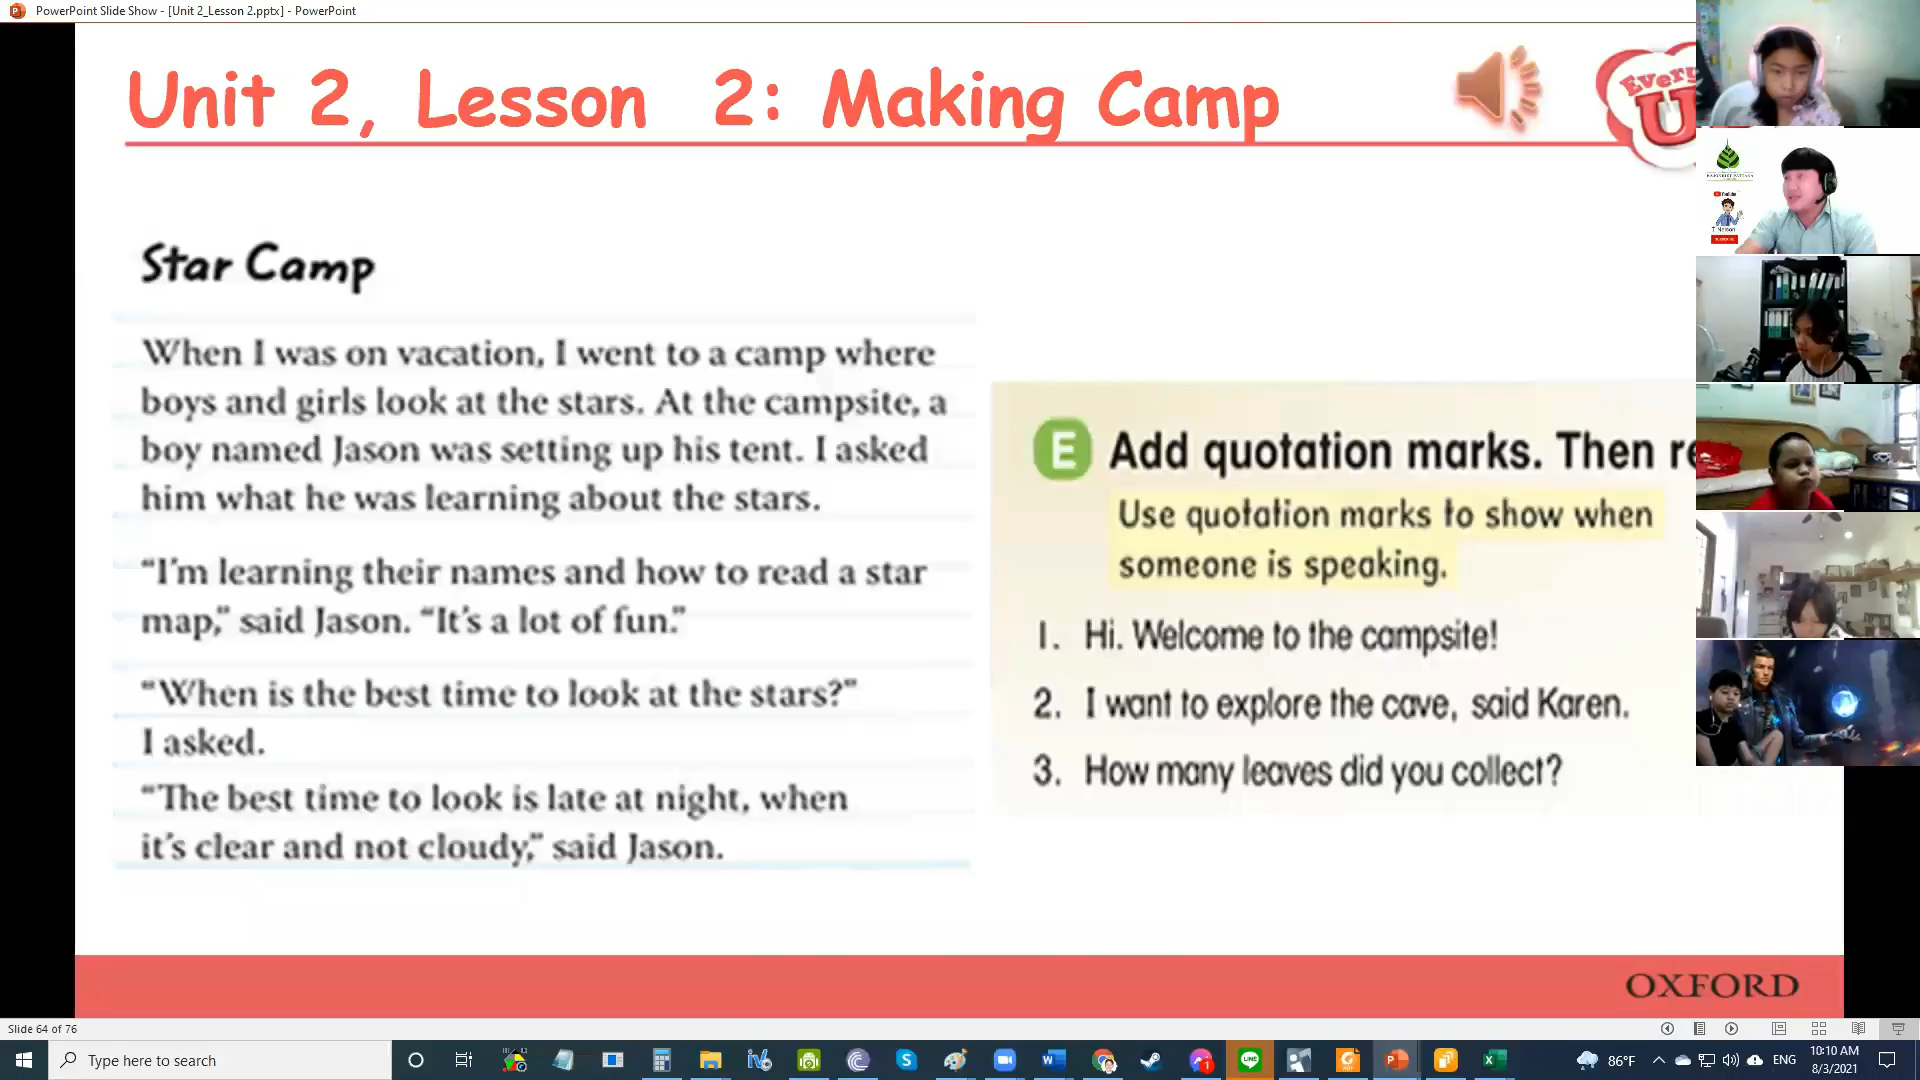 PowerPoint Slide Show - [Unit 2_Lesson 2.pptx] - PowerPoint
Unit 2, Lesson 2: Making Camp
Every
U
Star Camp
When I was on vacation, I went to a camp where
boys and girls look at the stars. At the campsite, a
boy named Jason was setting up his tent. I asked
him what he was learning about the stars.
“I’m learning their names and how to read a star
map,” said Jason. “It’s a lot of fun.”
“When is the best time to look at the stars?”
I asked.
“The best time to look is late at night, when
it’s clear and not cloudy,” said Jason.
E Add quotation marks. Then re
Use quotation marks to show when
someone is speaking.
1. Hi. Welcome to the campsite!
2. I want to explore the cave, said Karen.
3. How many leaves did you collect?
YouTube
T. Nelson
SUBSCRIBE
OXFORD
Slide 64 of 76
Type here to search
86°F
ENG
10:10 AM
8/3/2021